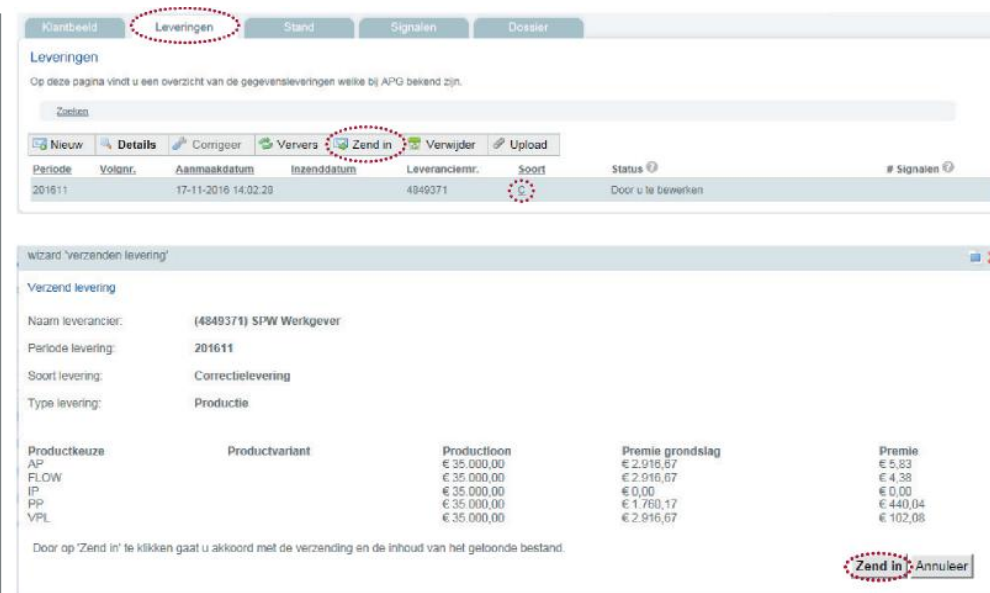 Klantbeeld Leveringen Stand Signalen Dossier
Leveringen
Op deze pagina vindt u een overzicht van de gegevensleveringen welke bij APG bekend zijn.
Zoeken
Nieuw Details Corrigeer Ververs Zend in Verwijder Upload
Periode Volgnr. Aanmaakdatum Inzenddatum Leveranciernr. Soort Status # Signalen
201611 17-11-2016 14:02:28 4849371 C Door u te bewerken
wizard 'verzenden levering'
Verzend levering
Naam leverancier: (4849371) SPW Werkgever
Periode levering: 201611
Soort levering: Correctielevering
Type levering: Productie
Productkeuze Productvariant Productloon Premie grondslag Premie
AP € 35.000,00 € 2.916,67 € 5,83
FLOW € 35.000,00 € 2.916,67 € 4,38
IP € 35.000,00 € 0,00 € 0,00
PP € 35.000,00 € 1.760,17 € 440,04
VPL € 35.000,00 € 2.916,67 € 102,08
Door op 'Zend in' te klikken gaat u akkoord met de verzending en de inhoud van het getoonde bestand.
Zend in Annuleer